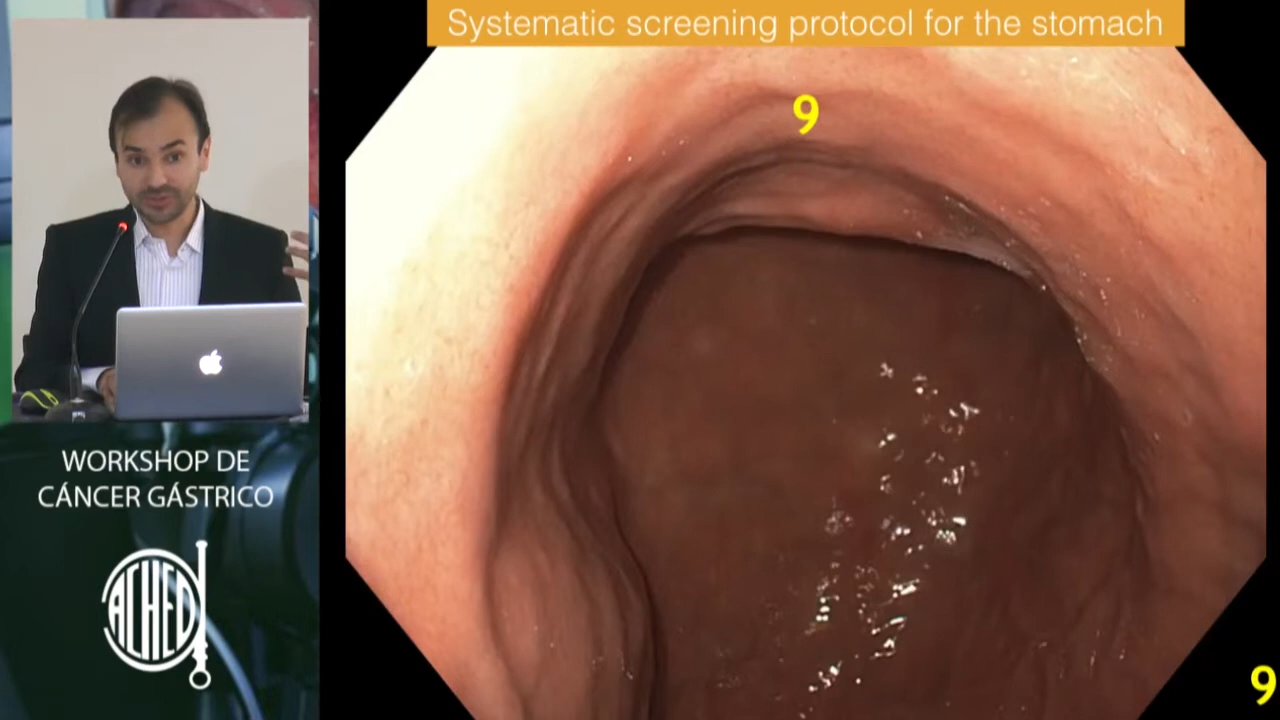 Systematic screening protocol for the stomach
9
WORKSHOP DE
CÁNCER GÁSTRICO
ACHED
9